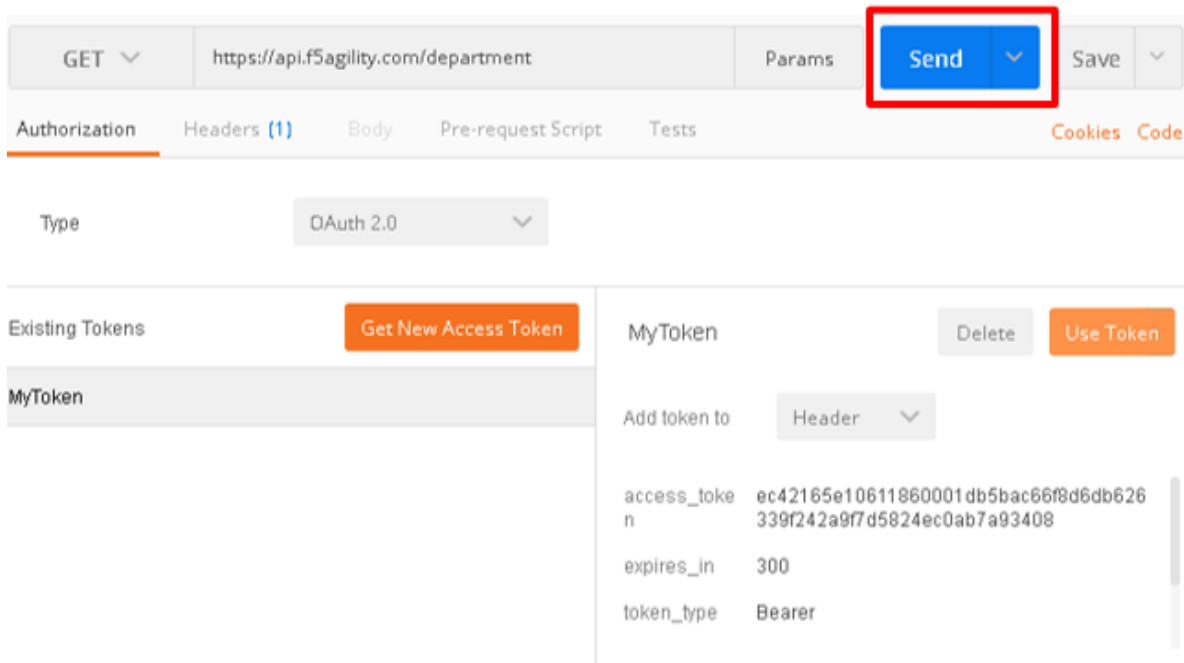 GET https://api.f5agility.com/department Params Send Save
Authorization Headers (1) Body Pre-request Script Tests Cookies Code
Type OAuth 2.0
Existing Tokens Get New Access Token
MyToken
MyToken Delete Use Token
Add token to Header
access_toke ec42165e10611860001db5bac66f8d6db626
n 339f242a9f7d5824ec0ab7a93408
expires_in 300
token_type Bearer